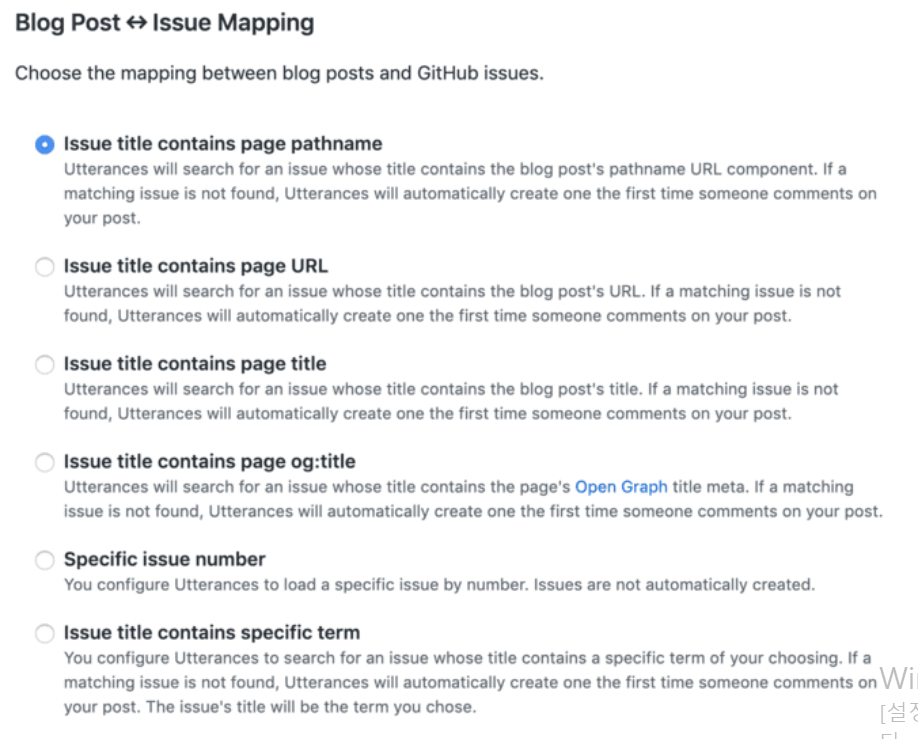 Blog Post ↔ Issue Mapping
Choose the mapping between blog posts and GitHub issues.
Issue title contains page pathname
Utterances will search for an issue whose title contains the blog post's pathname URL component. If a
matching issue is not found, Utterances will automatically create one the first time someone comments on
your post.
Issue title contains page URL
Utterances will search for an issue whose title contains the blog post's URL. If a matching issue is not
found, Utterances will automatically create one the first time someone comments on your post.
Issue title contains page title
Utterances will search for an issue whose title contains the blog post's title. If a matching issue is not
found, Utterances will automatically create one the first time someone comments on your post.
Issue title contains page og:title
Utterances will search for an issue whose title contains the page's Open Graph title meta. If a matching
issue is not found, Utterances will automatically create one the first time someone comments on your post.
Specific issue number
You configure Utterances to load a specific issue by number. Issues are not automatically created.
Issue title contains specific term
You configure Utterances to search for an issue whose title contains a specific term of your choosing. If a
matching issue is not found, Utterances will automatically create one the first time someone comments on
your post. The issue's title will be the term you chose.